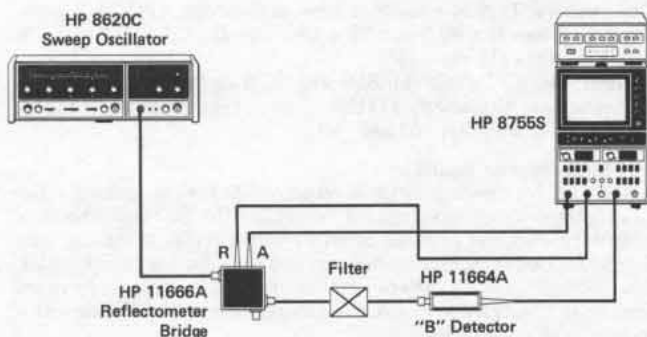 HP 8620C
Sweep Oscillator
HP 8755S
R A
Filter
HP 11664A
HP 11666A
Reflectometer
Bridge
"B" Detector